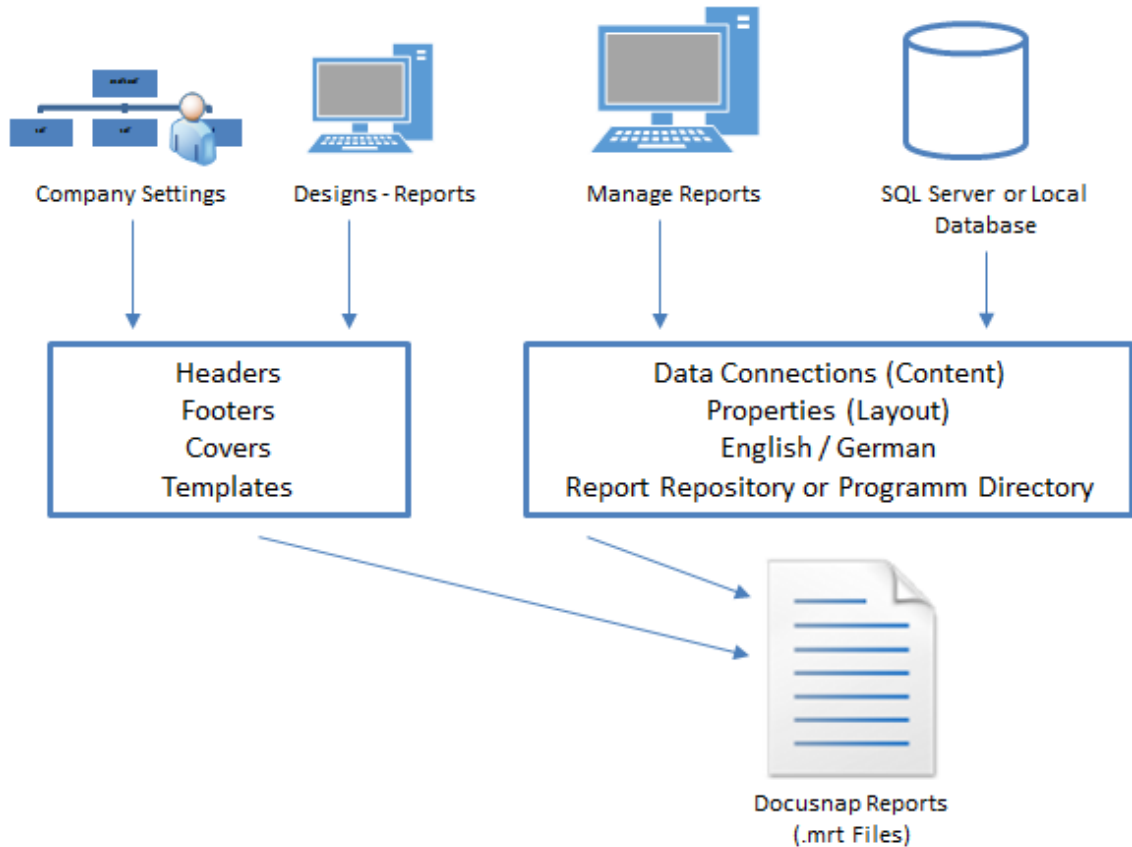 Company Settings
Designs - Reports
Manage Reports
SQL Server or Local
Database
Headers
Footers
Covers
Templates
Data Connections (Content)
Properties (Layout)
English / German
Report Repository or Programm Directory
Docusnap Reports
(.mrt Files)